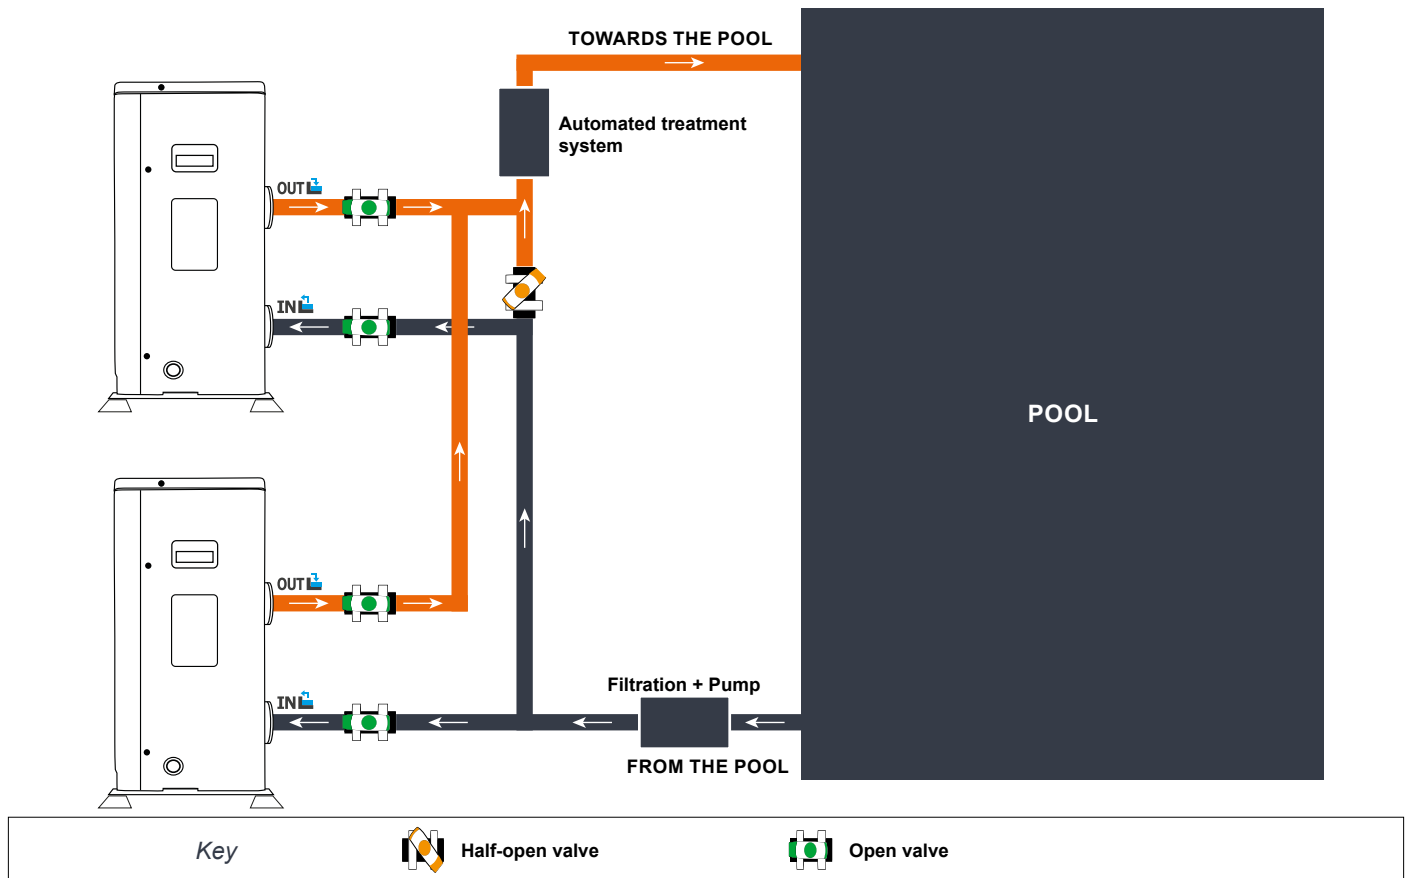 TOWARDS THE POOL
Automated treatment
system
OUT
IN
POOL
OUT
IN
Filtration + Pump
FROM THE POOL
Key
Half-open valve
Open valve